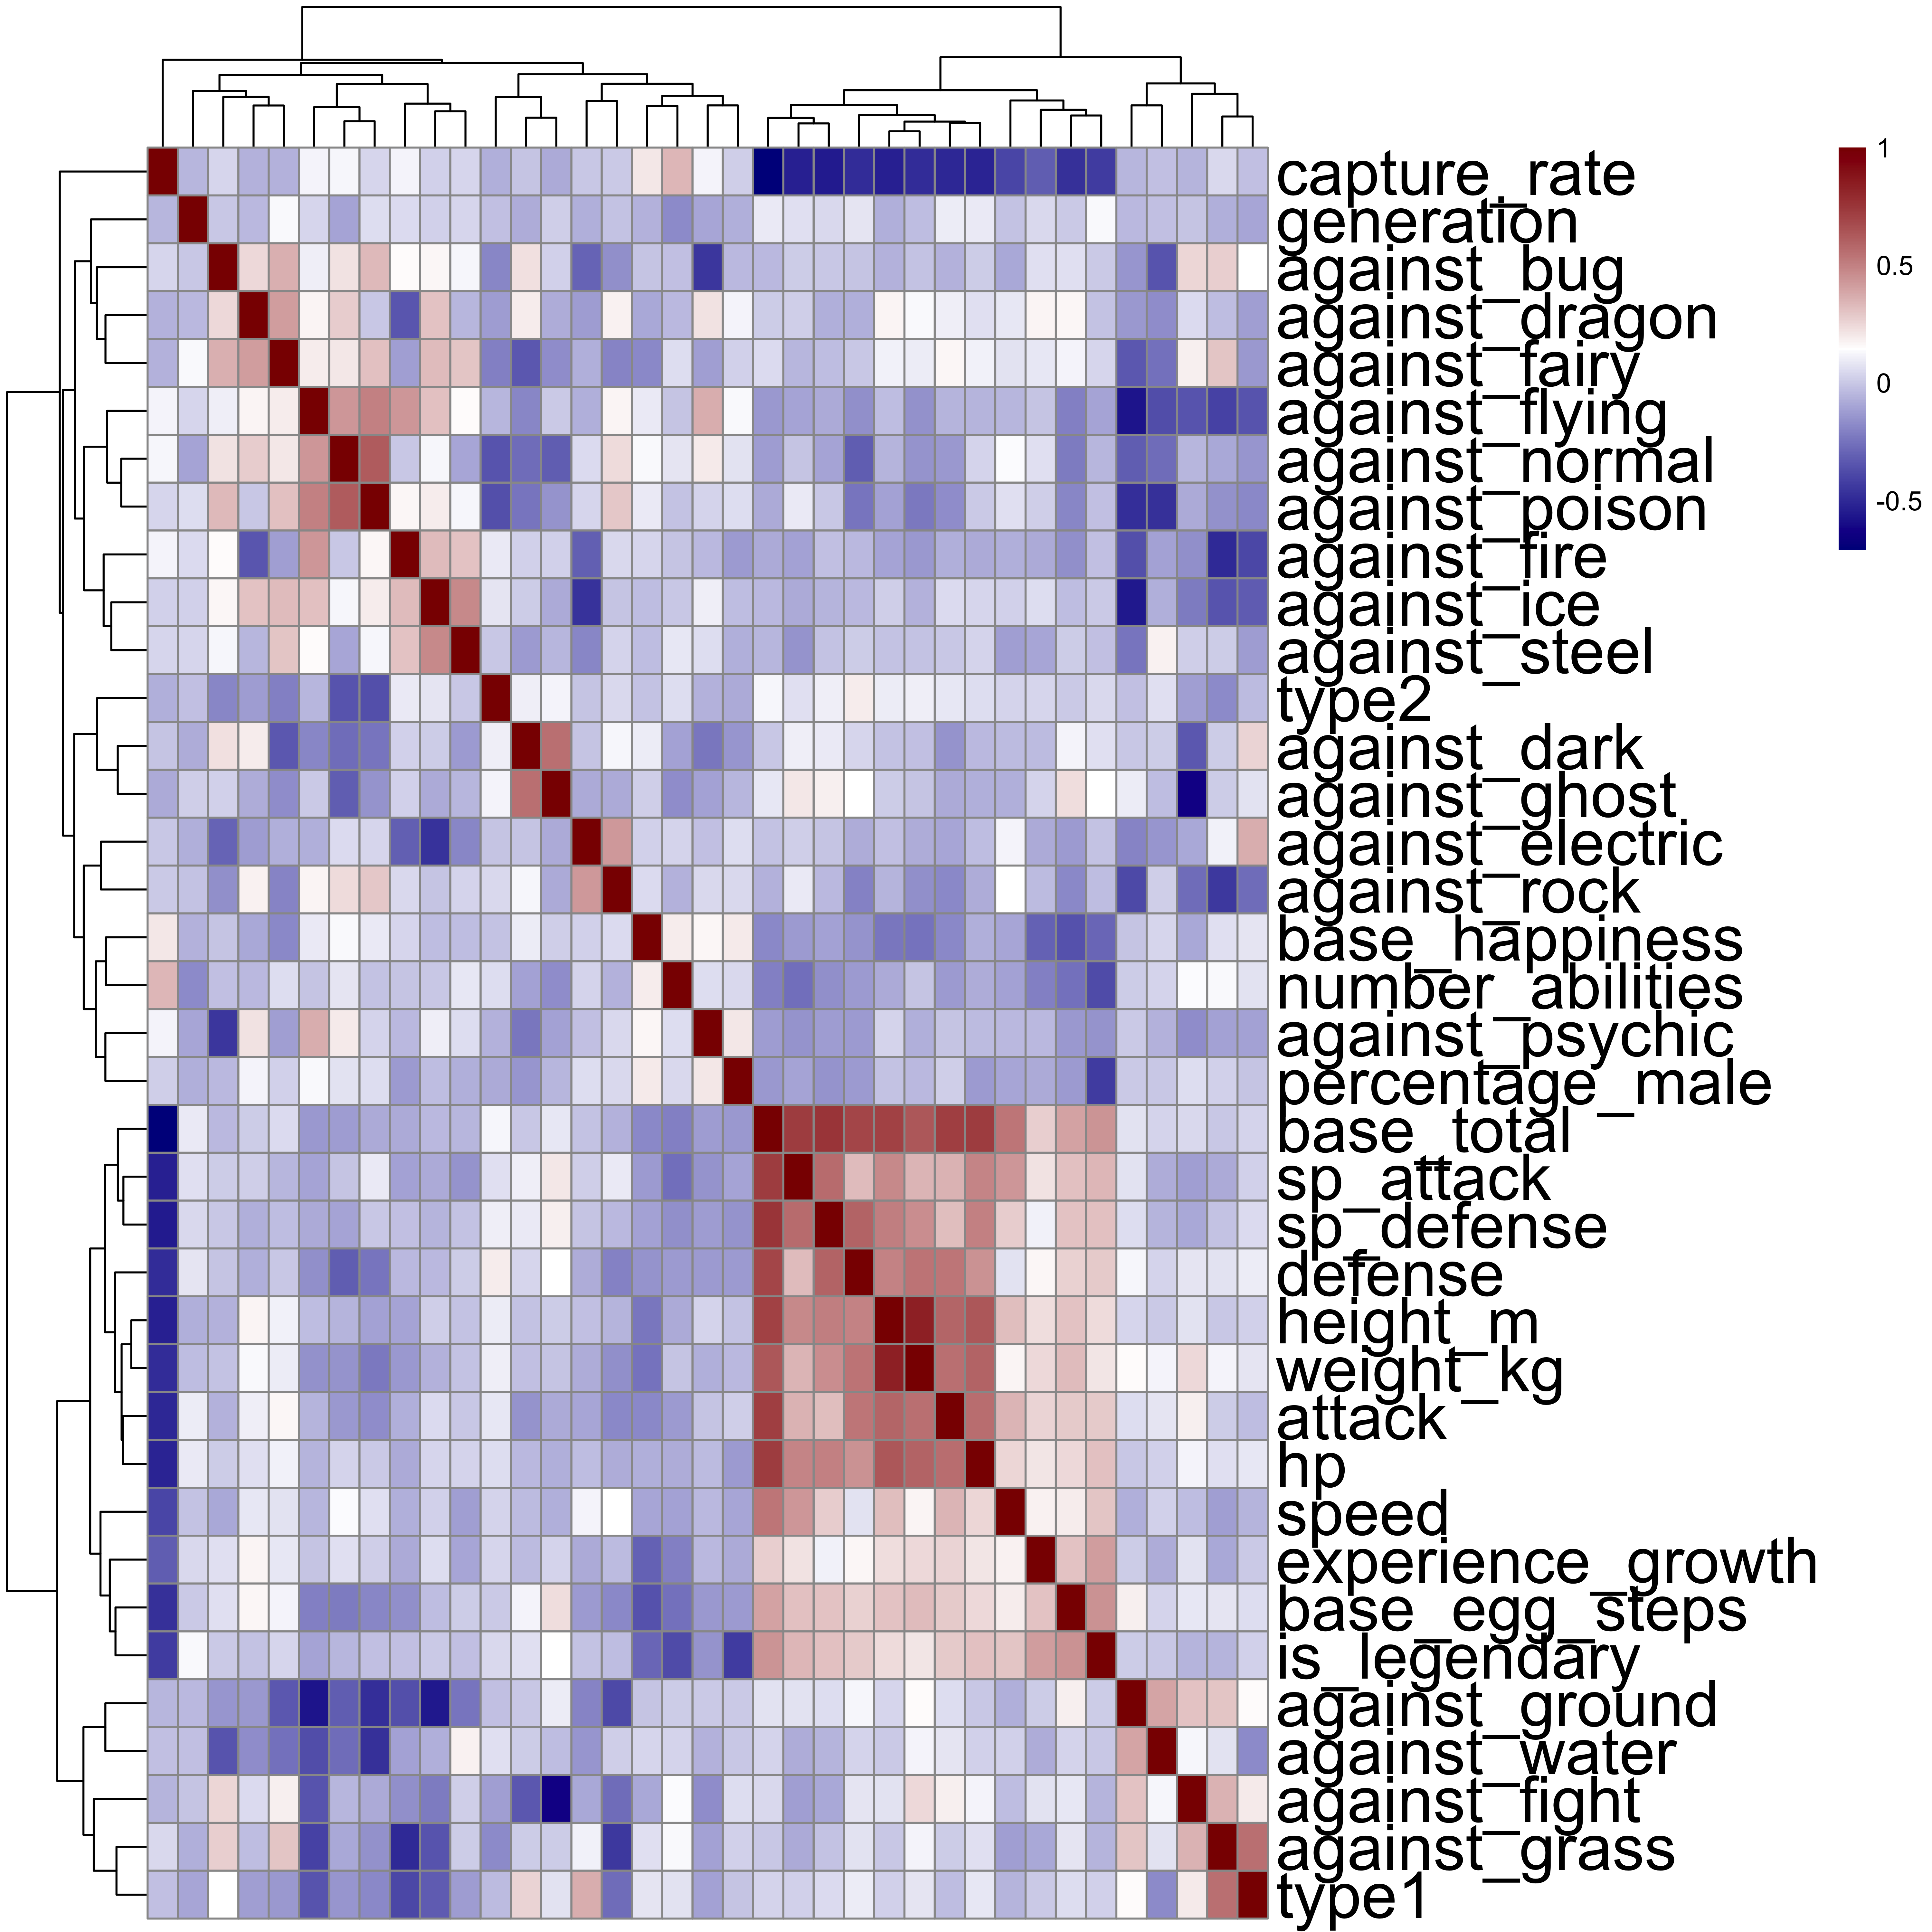 capture_rate
generation
against_bug
against_dragon
against_fairy
against_flying
against_normal
against_poison
against_fire
against_ice
against_steel
type2
against_dark
against_ghost
against_electric
against_rock
base_happiness
number_abilities
against_psychic
percentage_male
base_total
sp_attack
sp_defense
defense
height_m
weight_kg
attack
hp
speed
experience_growth
base_egg_steps
is_legendary
against_ground
against_water
against_fight
against_grass
type1
1
0.5
0
-0.5